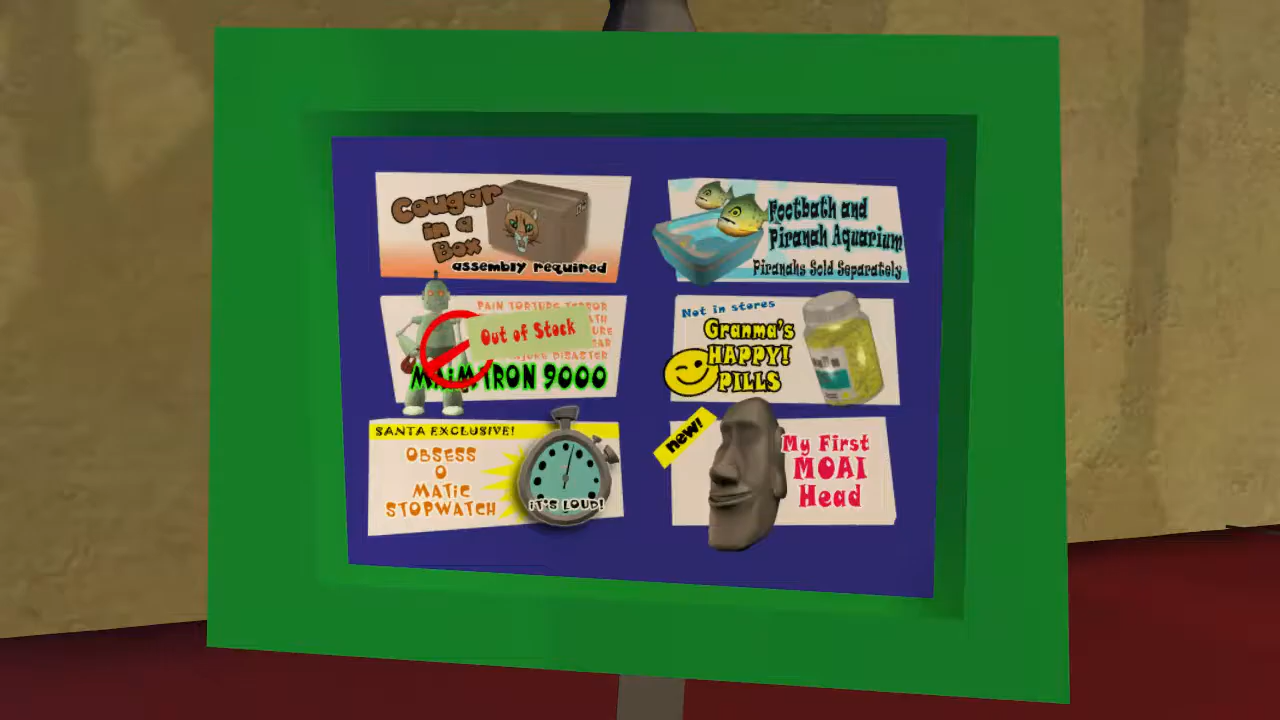 Cougar
in a
Box
assembly required
Footbath and
Piranah Aquarium
Piranahs Sold Separately
PAIN TORTURE TERROR
Out of Stock
DISASTER
MAIMTRON 9000
Not in stores
Granma's
HAPPY!
PILLS
SANTA EXCLUSIVE!
OBSESS
O
MATIC
STOPWATCH
IT'S LOUD!
new!
My First
MOAI
Head